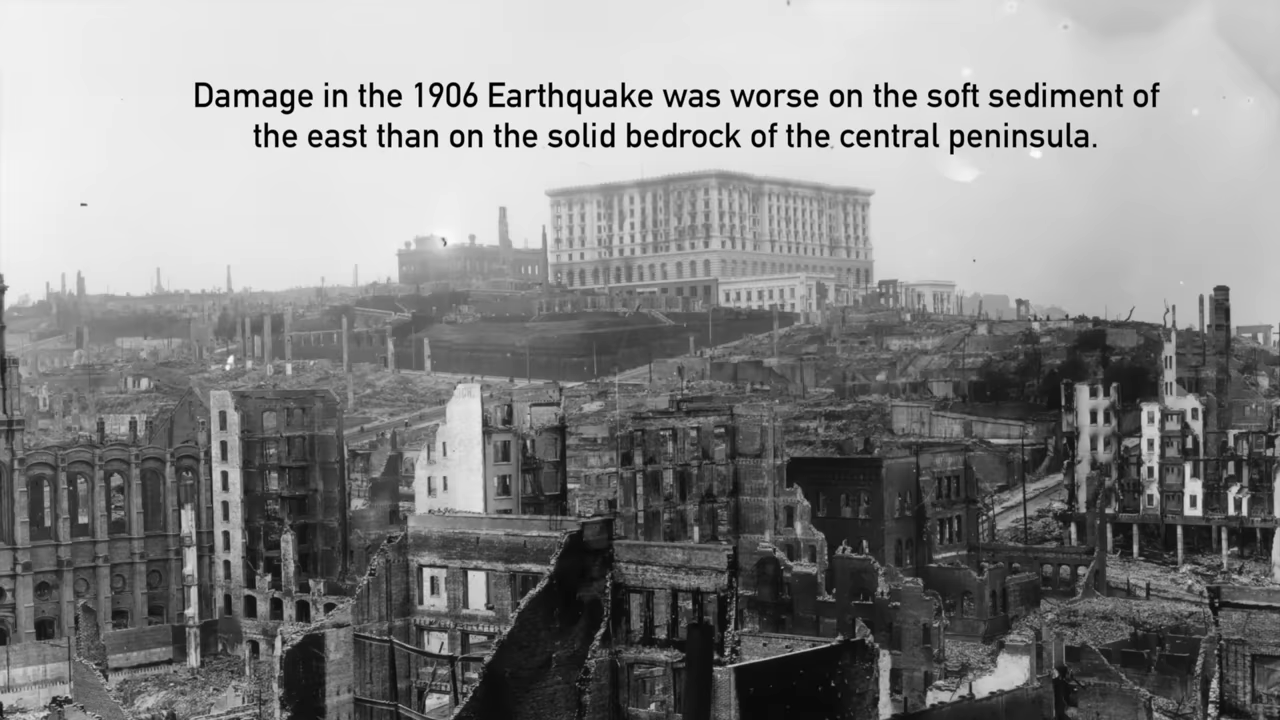 Damage in the 1906 Earthquake was worse on the soft sediment of
the east than on the solid bedrock of the central peninsula.